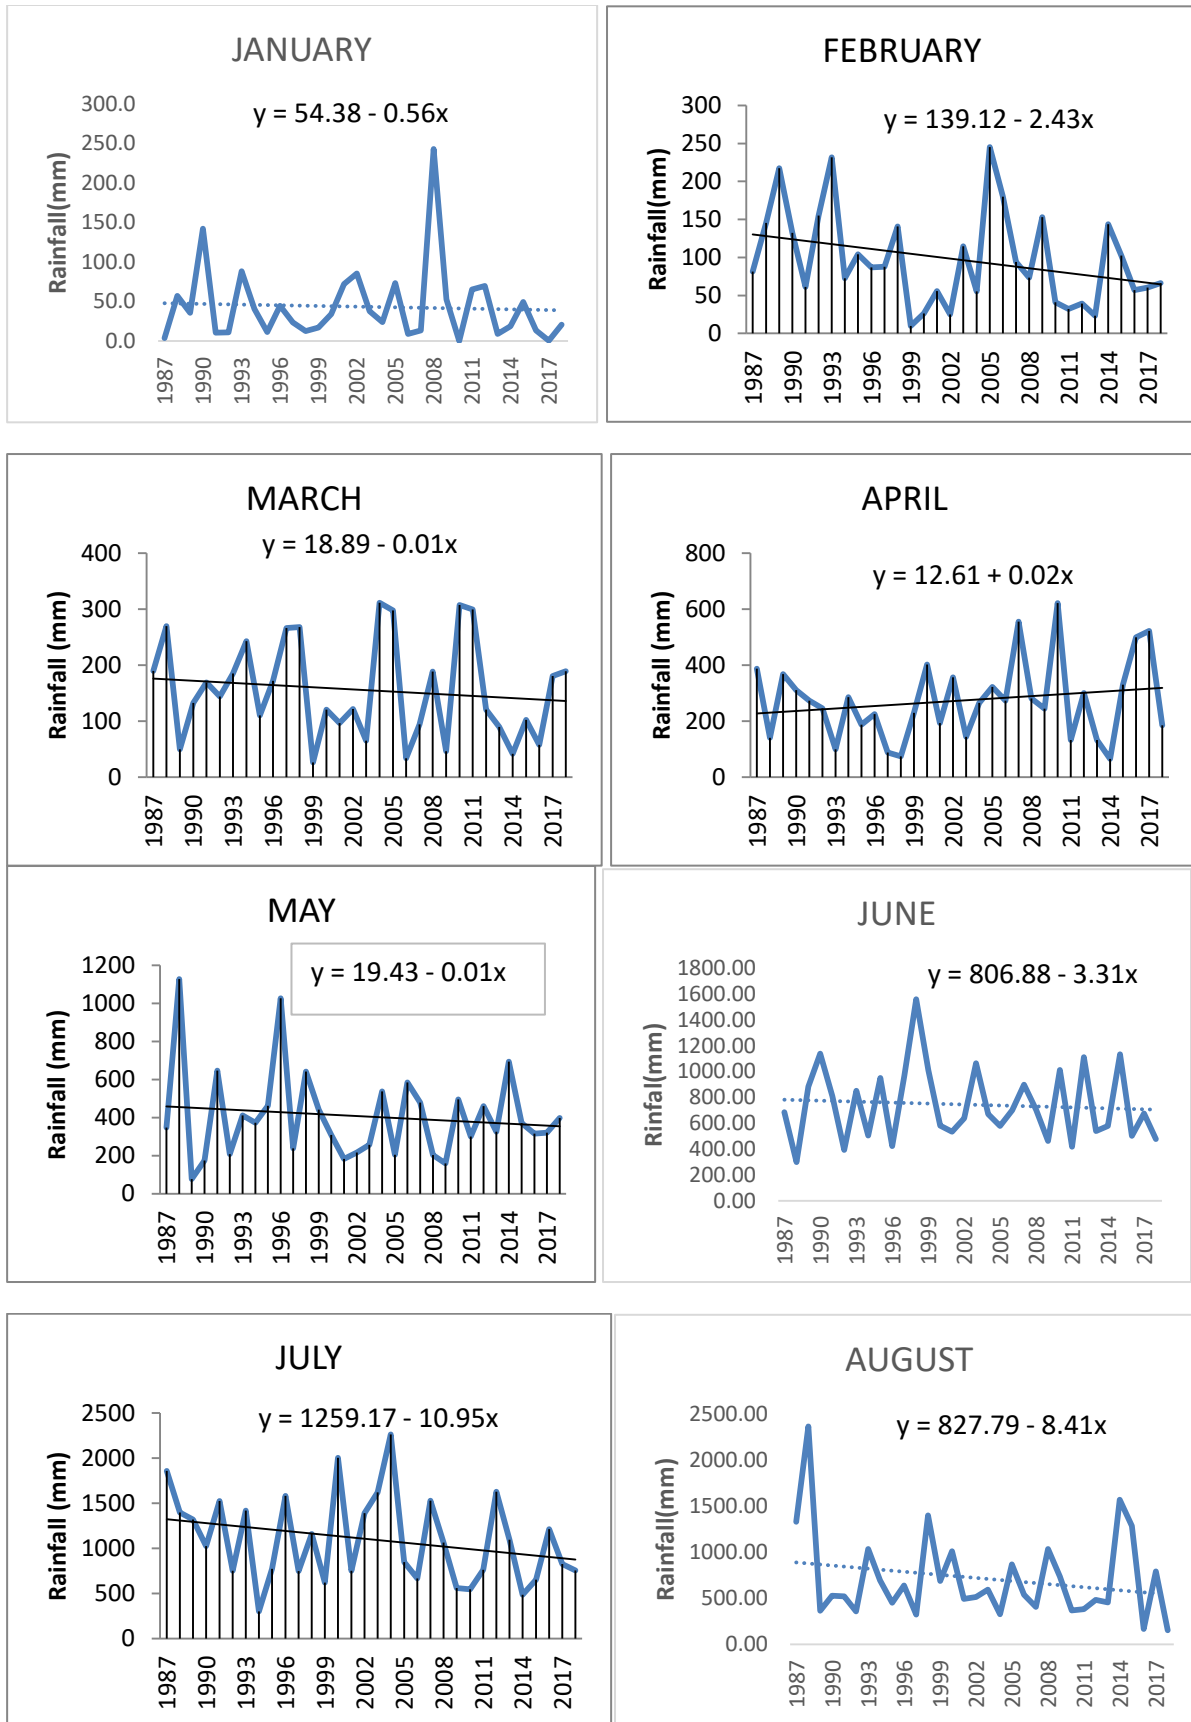 JANUARY
y = 54.38 - 0.56x
Rainfall(mm)
300.0
250.0
200.0
150.0
100.0
50.0
0.0
1987 1990 1993 1996 1999 2002 2005 2008 2011 2014 2017
FEBRUARY
y = 139.12 - 2.43x
Rainfall(mm)
300
250
200
150
100
50
0
1987 1990 1993 1996 1999 2002 2005 2008 2011 2014 2017
MARCH
y = 18.89 - 0.01x
Rainfall (mm)
400
300
200
100
0
1987 1990 1993 1996 1999 2002 2005 2008 2011 2014 2017
APRIL
y = 12.61 + 0.02x
Rainfall (mm)
800
600
400
200
0
1987 1990 1993 1996 1999 2002 2005 2008 2011 2014 2017
MAY
y = 19.43 - 0.01x
Rainfall (mm)
1200
1000
800
600
400
200
0
1987 1990 1993 1996 1999 2002 2005 2008 2011 2014 2017
JUNE
y = 806.88 - 3.31x
Rinfal(mm)
1800.00
1600.00
1400.00
1200.00
1000.00
800.00
600.00
400.00
200.00
0.00
1987 1990 1993 1996 1999 2002 2005 2008 2011 2014 2017
JULY
y = 1259.17 - 10.95x
Rainfall (mm)
2500
2000
1500
1000
500
0
1987 1990 1993 1996 1999 2002 2005 2008 2011 2014 2017
AUGUST
y = 827.79 - 8.41x
Rainfall(mm)
2500.00
2000.00
1500.00
1000.00
500.00
0.00
1987 1990 1993 1996 1999 2002 2005 2008 2011 2014 2017